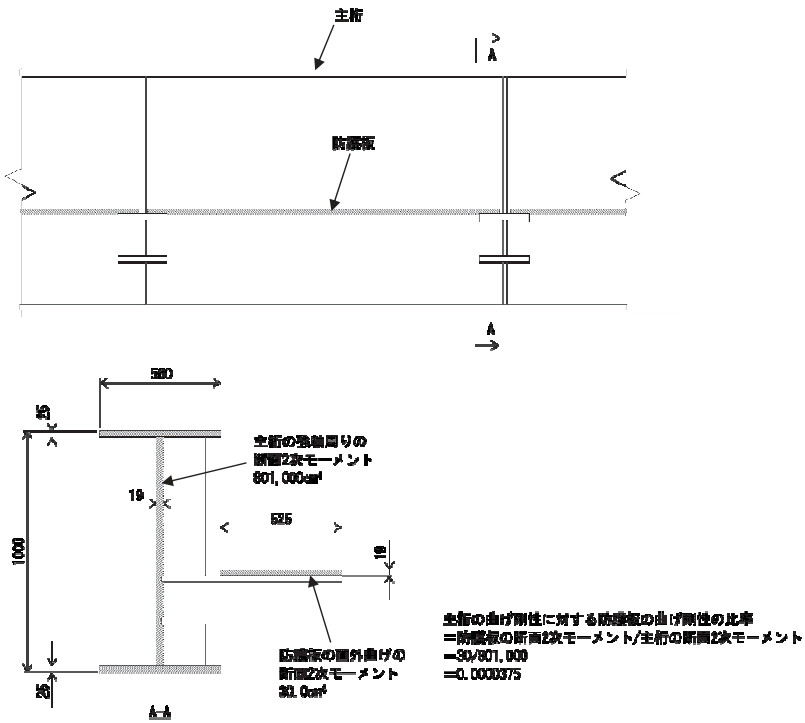 主桁
A
防護板
A
560
25
主桁の強軸周りの
断面2次モーメント
801,000cm⁴
19
525
1000
19
防護板の面外曲げの
断面2次モーメント
30.0cm⁴
25
A-A
主桁の曲げ剛性に対する防護板の曲げ剛性の比率
=防護板の断面2次モーメント/主桁の断面2次モーメント
=30/801,000
=0.0000375